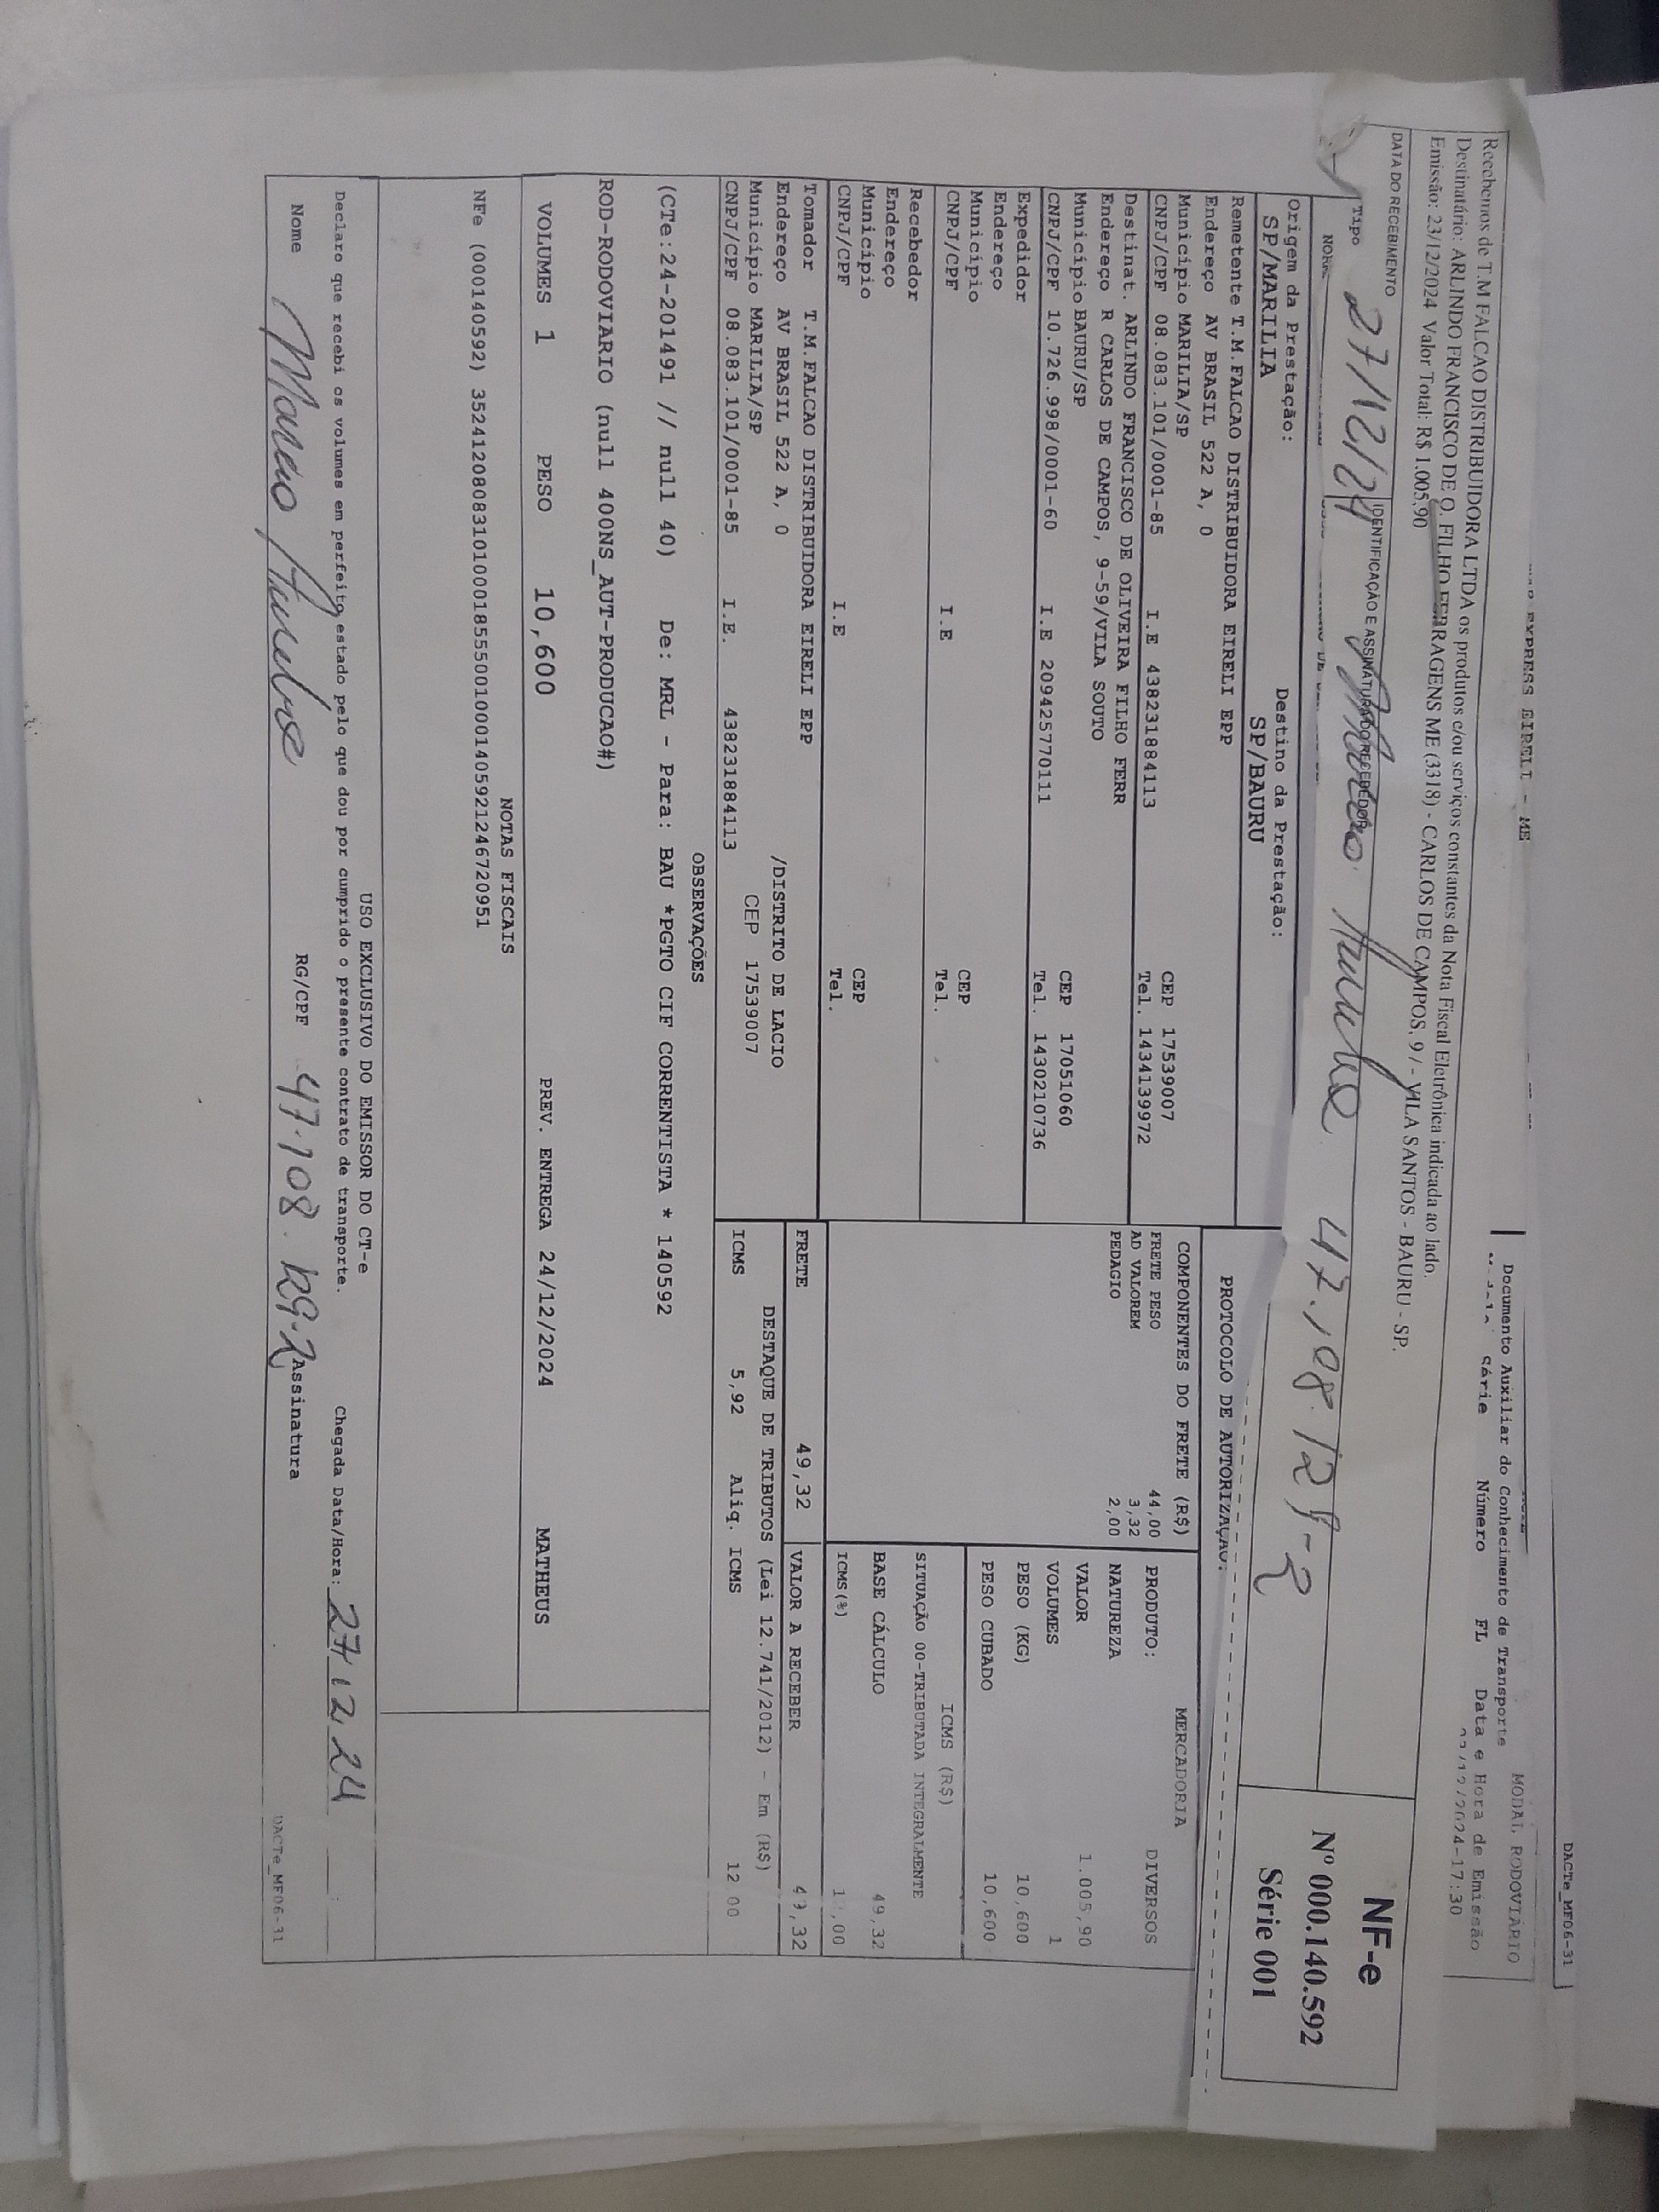 EXPRESS EIRELI - ME
DACTe_MF06-31
Documento Auxiliar do Conhecimento de Transporte
MODAL RODOVIÁRIO
Série Número FL Data e Hora de Emissão
/12/2024-17:30
Recebemos de T.M FALCAO DISTRIBUIDORA LTDA os produtos e/ou serviços constantes da Nota Fiscal Eletrônica indicada ao lado.
Destinatário: ARLINDO FRANCISCO DE O. FILHO FERRAGENS ME (3318) - CARLOS DE CAMPOS, 9 / - VILA SANTOS - BAURU - SP.
Emissão: 23/12/2024 Valor Total: R$ 1.005,90
DATA DO RECEBIMENTO
IDENTIFICAÇÃO E ASSINATURA DO RECEBEDOR
27/12/24
47.108.129-2
NF-e
Nº 000.140.592
Série 001
Tipo
Origem da Prestação:
SP/MARILIA
Destino da Prestação:
SP/BAURU
PROTOCOLO DE AUTORIZAÇÃO:
Remetente T.M.FALCAO DISTRIBUIDORA EIRELI EPP
Endereço AV BRASIL 522 A, 0
Município MARILIA/SP CEP 17539007
CNPJ/CPF 08.083.101/0001-85 I.E 438231884113 Tel. 1434139972
Destinat. ARLINDO FRANCISCO DE OLIVEIRA FILHO FERR
Endereço R CARLOS DE CAMPOS, 9-59/VILA SOUTO
Município BAURU/SP CEP 17051060
CNPJ/CPF 10.726.998/0001-60 I.E 209425770111 Tel. 1430210736
Expedidor
Endereço
Município CEP
CNPJ/CPF I.E Tel.
Recebedor
Endereço
Município CEP
CNPJ/CPF I.E Tel.
Tomador T.M.FALCAO DISTRIBUIDORA EIRELI EPP
Endereço AV BRASIL 522 A, 0 /DISTRITO DE LACIO
Município MARILIA/SP CEP 17539007
CNPJ/CPF 08.083.101/0001-85 I.E. 438231884113
COMPONENTES DO FRETE (R$)
FRETE PESO 44,00
AD VALOREM 3,32
PEDAGIO 2,00
MERCADORIA
PRODUTO: DIVERSOS
NATUREZA
VALOR 1.005,90
VOLUMES 1
PESO (KG) 10,600
PESO CUBADO 10,600
ICMS (R$)
SITUAÇÃO 00-TRIBUTADA INTEGRALMENTE
BASE CÁLCULO 49,32
ICMS(%)
FRETE 49,32 VALOR A RECEBER 49,32
DESTAQUE DE TRIBUTOS (Lei 12.741/2012) - Em (R$)
ICMS 5,92 Aliq. ICMS 12 00
OBSERVAÇÕES
(CTe:24-201491 // null 40) De: MRL - Para: BAU *PGTO CIF CORRENTISTA * 140592
ROD-RODOVIARIO (null 400NS_AUT-PRODUCAO#)
VOLUMES 1 PESO 10,600 PREV. ENTREGA 24/12/2024 MATHEUS
NOTAS FISCAIS
NFe (000140592) 35241208083101000185550010001405921246720951
USO EXCLUSIVO DO EMISSOR DO CT-e
Declaro que recebi os volumes em perfeito estado pelo que dou por cumprido o presente contrato de transporte. Chegada Data/Hora: 27 12 24 :
Nome RG/CPF 47.108.129-2 Assinatura
DACTe_MF06-31